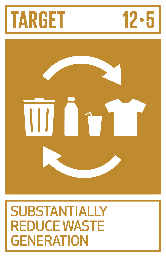 TARGET 12·5
SUBSTANTIALLY
REDUCE WASTE
GENERATION